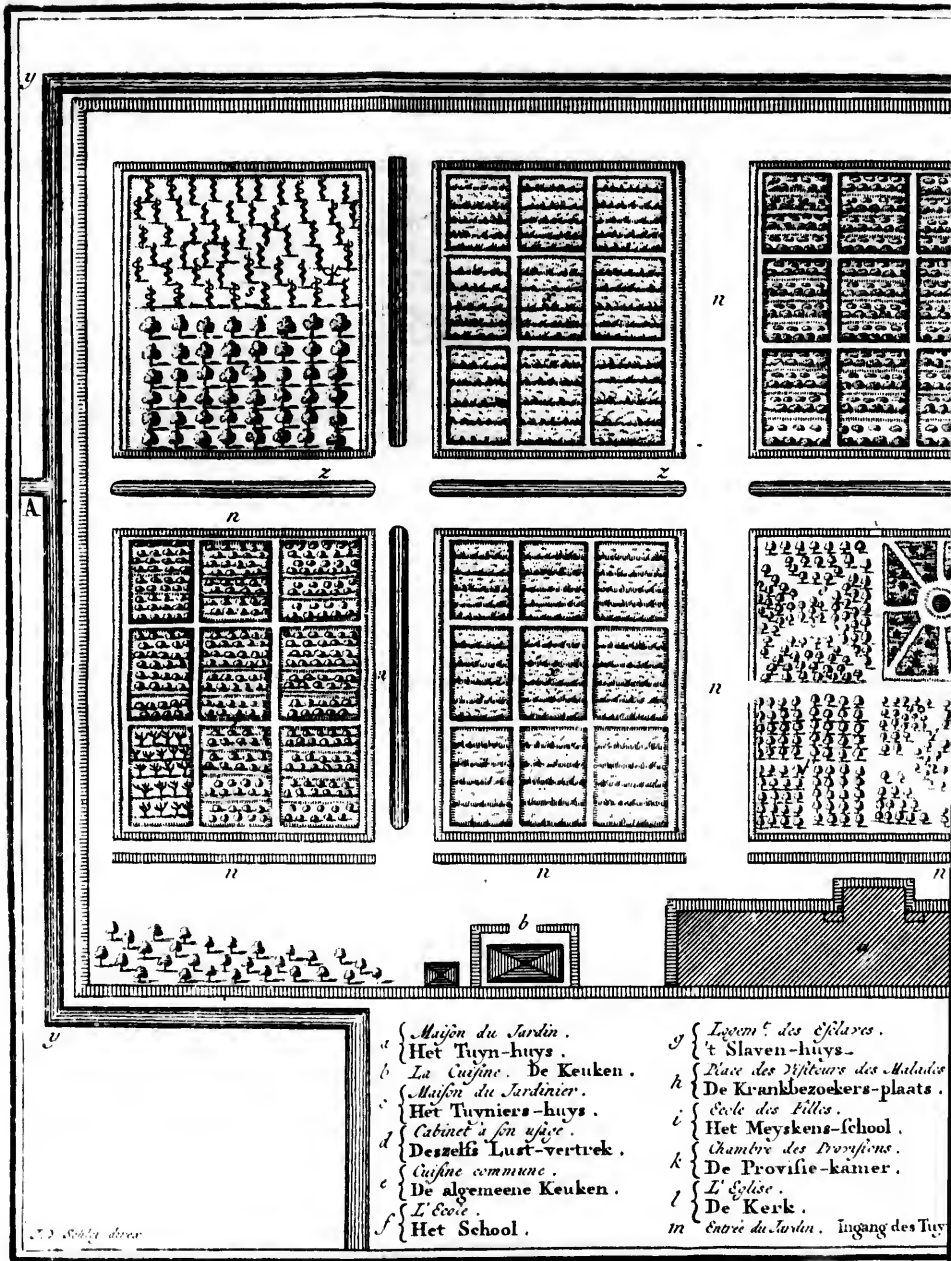 y
n
z
z
A
n
x
n
x
n
n
n
n
b
a
y
a { Maison du Jardin .
Het Tuyn-huys .
b La Cuisine . De Keuken .
c { Maison du Jardinier .
Het Tuyniers-huys .
d { Cabinet à son usage .
Deszelfs Lust-vertrek .
e { Cuisine commune .
De algemeene Keuken .
f { L'Ecole .
Het School .
g { Logem.t des Esclaves .
't Slaven-huys
h { Place des Visiteurs des Malades
De Krankbezoekers-plaats .
i { Ecole des Filles .
Het Meyskens-school .
k { Chambre des Provisions .
De Provisie-kamer .
l { L'Eglise .
De Kerk .
m Entrée du Jardin . Ingang des Tuy
direx